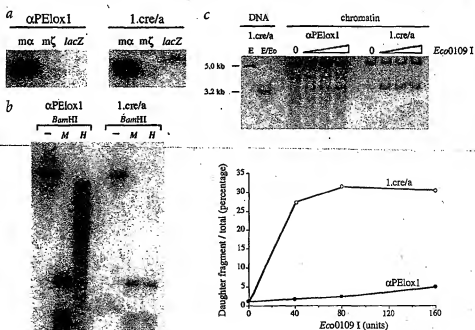 a
αPElox1
1.cre/a
mα mζ lacZ
mα mζ lacZ
b
αPElox1
1.cre/a
BamHI
BamHI
– M H
– M H
c
DNA
chromatin
1.cre/a
αPElox1
1.cre/a
E E/Eo
0
0
Eco0109 I
5.0 kb
3.2 kb
Daughter fragment / total (percentage)
35
30
25
20
15
10
5
0
1.cre/a
αPElox1
0 40 80 120 160
Eco0109 I (units)